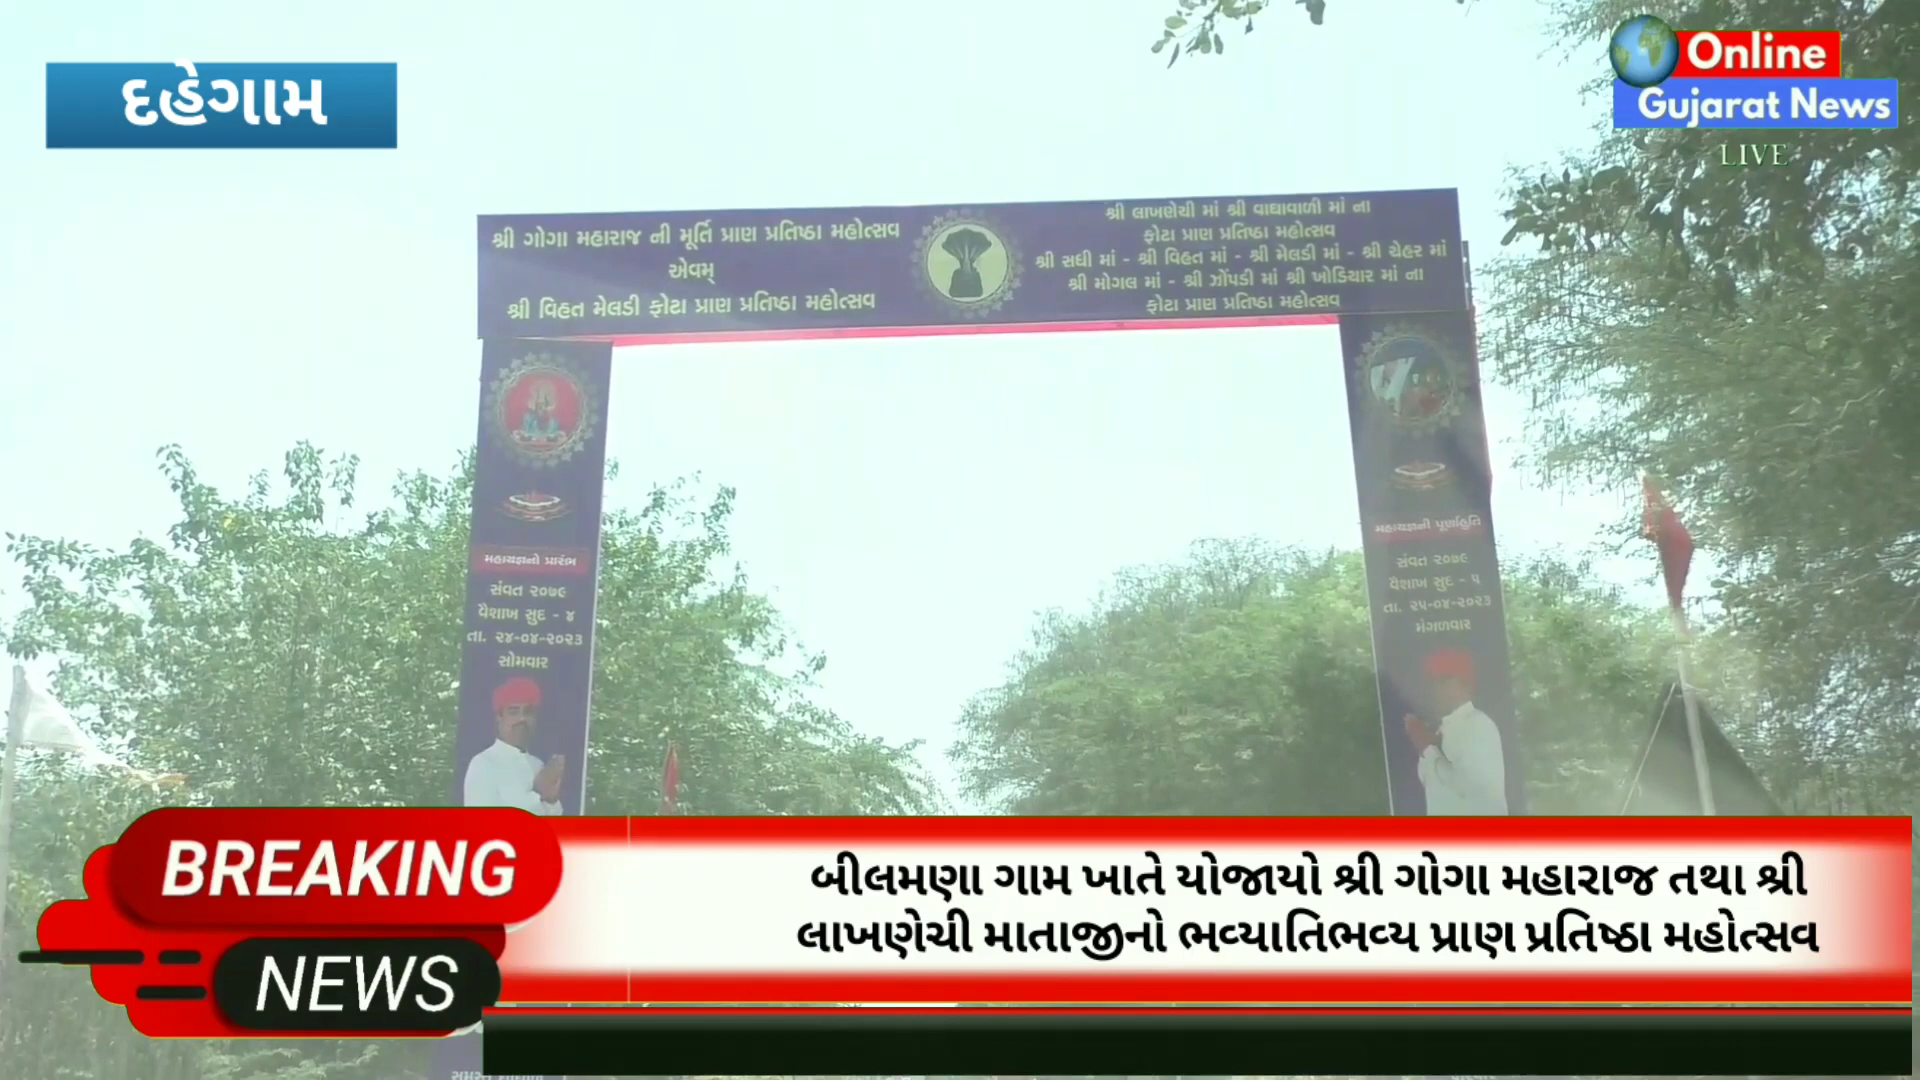 દહેગામ
Online
Gujarat News
LIVE
શ્રી ગોગા મહારાજ ની મૂર્તિ પ્રાણ પ્રતિષ્ઠા મહોત્સવ
એવમ્
શ્રી વિહત મેલડી ફોટા પ્રાણ પ્રતિષ્ઠા મહોત્સવ
શ્રી લાખણેચી માં શ્રી વાઘાવાળી માં ના
ફોટા પ્રાણ પ્રતિષ્ઠા મહોત્સવ
શ્રી સધી માં - શ્રી વિહત માં - શ્રી મેલડી માં - શ્રી ચેહર માં
શ્રી મોગલ માં - શ્રી ઝોંપડી માં શ્રી ખોડિયાર માં ના
ફોટા પ્રાણ પ્રતિષ્ઠા મહોત્સવ
મહાયજ્ઞનો પ્રારંભ
સંવત ૨૦૭૯
વૈશાખ સુદ - ૪
તા. ૨૪-૦૪-૨૦૨૩
સોમવાર
મહાયજ્ઞની પૂર્ણાહુતિ
સંવત ૨૦૭૯
વૈશાખ સુદ - ૫
તા. ૨૫-૦૪-૨૦૨૩
મંગળવાર
BREAKING
NEWS
બીલમણા ગામ ખાતે યોજાયો શ્રી ગોગા મહારાજ તથા શ્રી
લાખણેચી માતાજીનો ભવ્યાતિભવ્ય પ્રાણ પ્રતિષ્ઠા મહોત્સવ